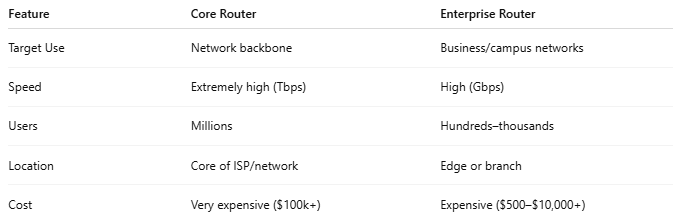 Feature Core Router Enterprise Router
Target Use Network backbone Business/campus networks
Speed Extremely high (Tbps) High (Gbps)
Users Millions Hundreds–thousands
Location Core of ISP/network Edge or branch
Cost Very expensive ($100k+) Expensive ($500–$10,000+)